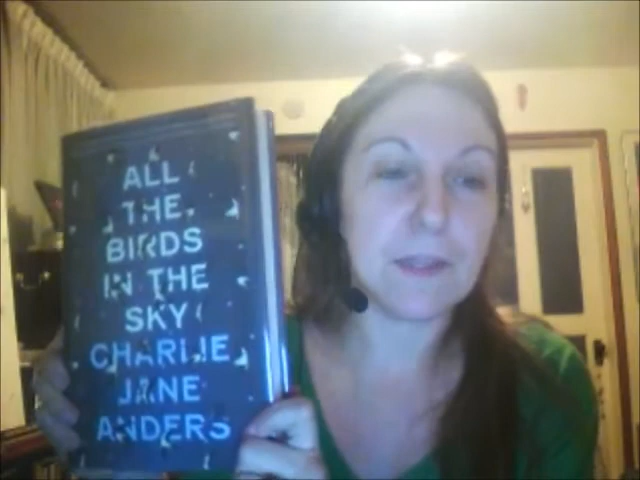 ALL
THE
BIRDS
IN THE
SKY
CHARLIE
JANE
ANDERS